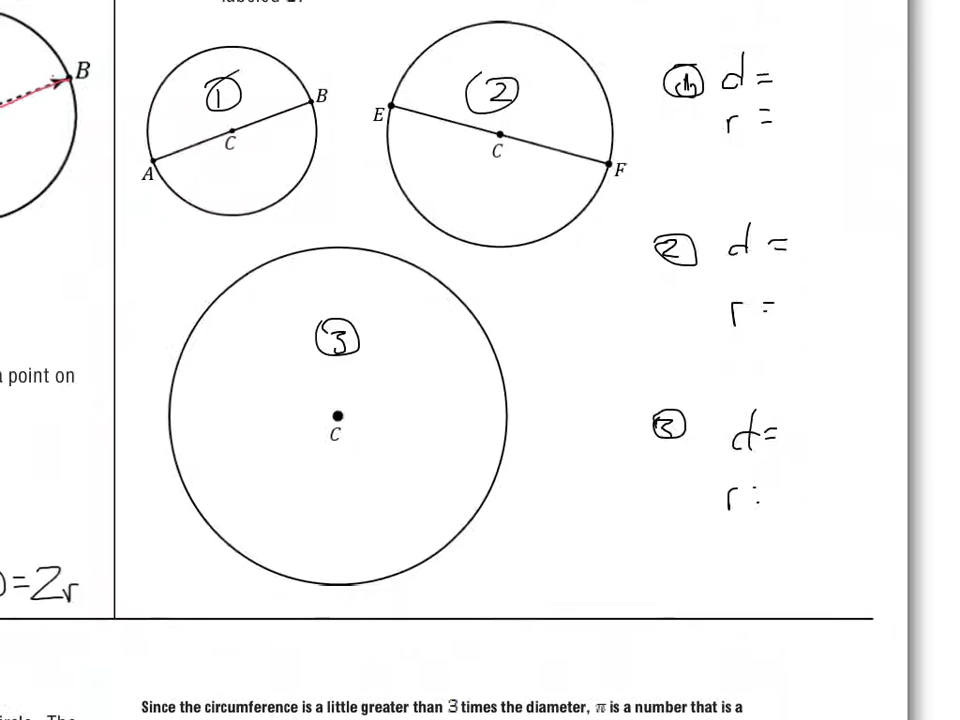 B
①
B
C
A
②
E
C
F
① d =
r =
② d =
r =
③
C
③ d=
r =
a point on
=2r
Since the circumference is a little greater than 3 times the diameter, π is a number that is a